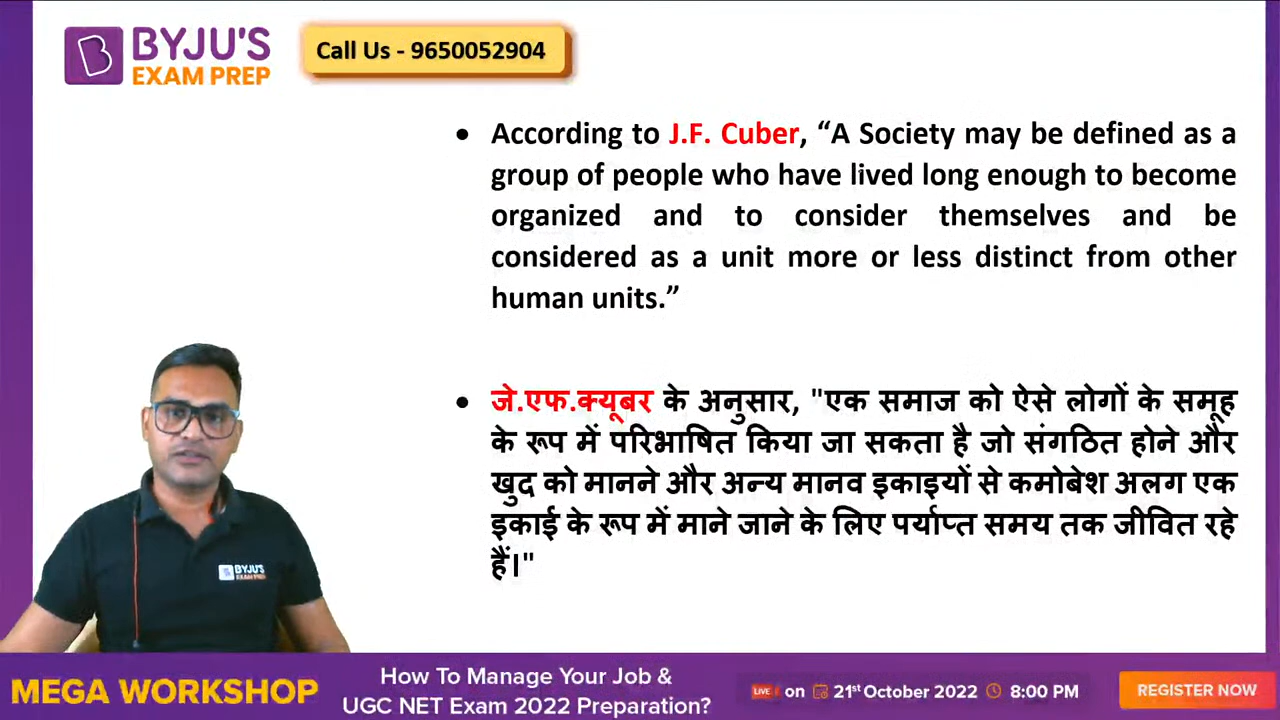 BYJU'S
EXAM PREP
Call Us - 9650052904
• According to J.F. Cuber, “A Society may be defined as a
group of people who have lived long enough to become
organized and to consider themselves and be
considered as a unit more or less distinct from other
human units.”
• जे.एफ.क्यूबर के अनुसार, "एक समाज को ऐसे लोगों के समूह
के रूप में परिभाषित किया जा सकता है जो संगठित होने और
खुद को मानने और अन्य मानव इकाइयों से कमोबेश अलग एक
इकाई के रूप में माने जाने के लिए पर्याप्त समय तक जीवित रहे
हैं।"
BYJU'S
EXAM PREP
MEGA WORKSHOP
How To Manage Your Job &
UGC NET Exam 2022 Preparation?
LIVE on 21st October 2022 8:00 PM
REGISTER NOW